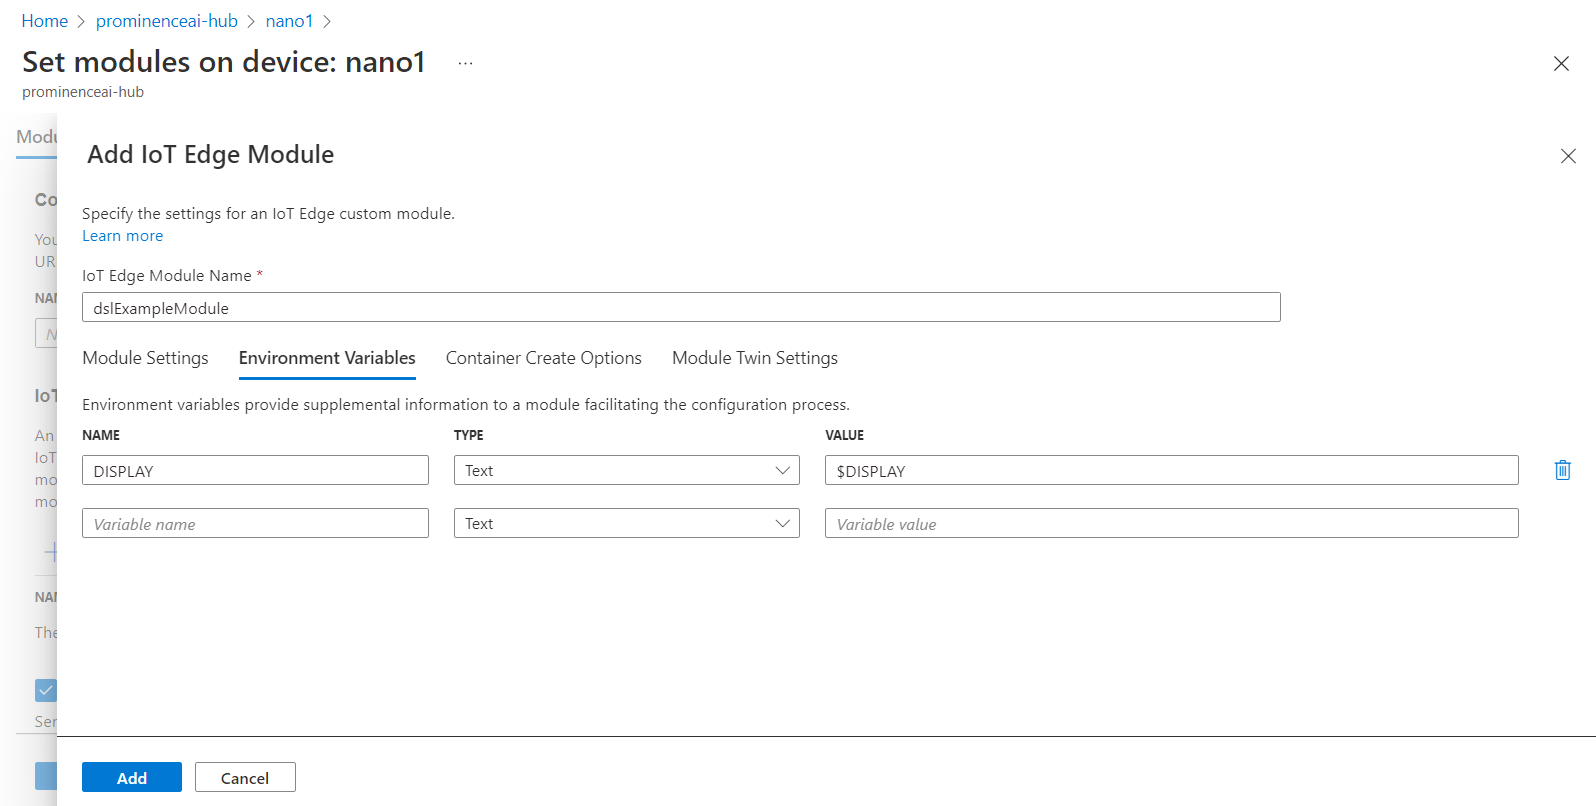 Home > prominenceai-hub > nano1 >
Set modules on device: nano1 ...
prominenceai-hub
Modu
Add IoT Edge Module
Co
Specify the settings for an IoT Edge custom module.
You
Learn more
UR
IoT Edge Module Name *
NAM
dslExampleModule
N
Module Settings Environment Variables Container Create Options Module Twin Settings
IoT
Environment variables provide supplemental information to a module facilitating the configuration process.
An
NAME TYPE VALUE
IoT
DISPLAY Text $DISPLAY
mo
mo
Variable name Text Variable value
NAM
The
Ser
Add Cancel